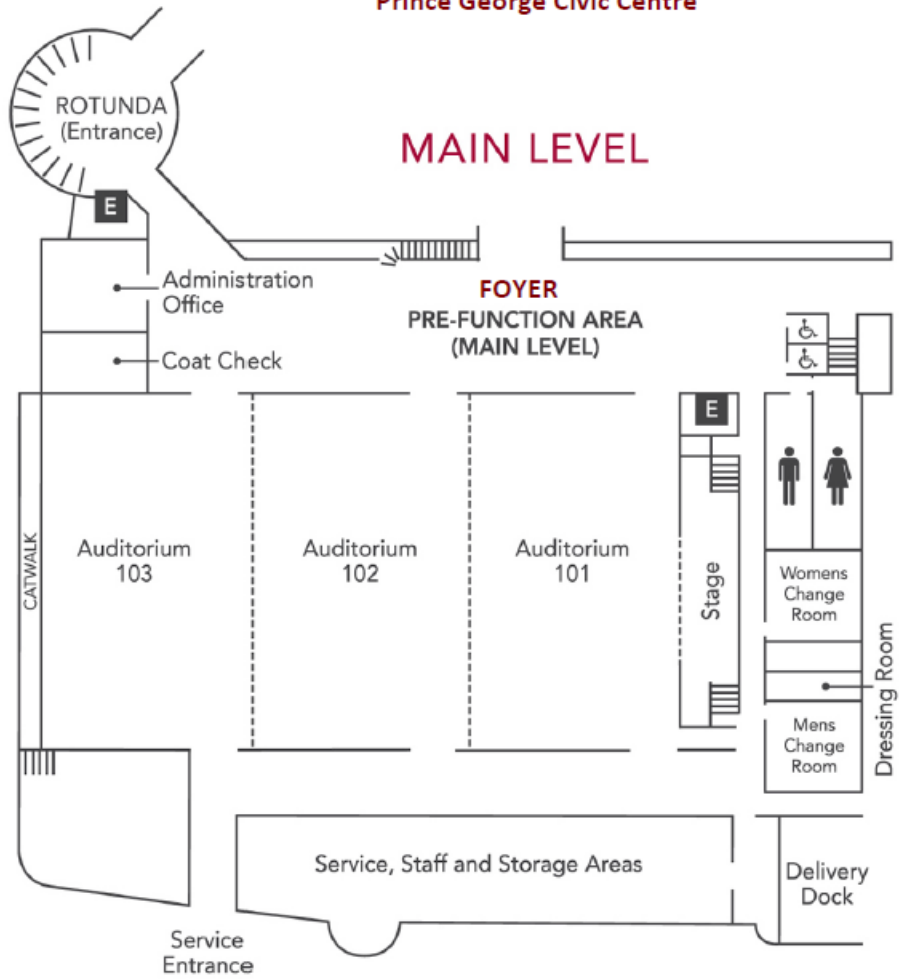 Prince George Civic Centre
ROTUNDA
(Entrance)
MAIN LEVEL
E
Administration
Office
FOYER
PRE-FUNCTION AREA
(MAIN LEVEL)
Coat Check
E
CATWALK
Auditorium
103
Auditorium
102
Auditorium
101
Stage
Womens
Change
Room
Dressing Room
Mens
Change
Room
Service, Staff and Storage Areas
Delivery
Dock
Service
Entrance